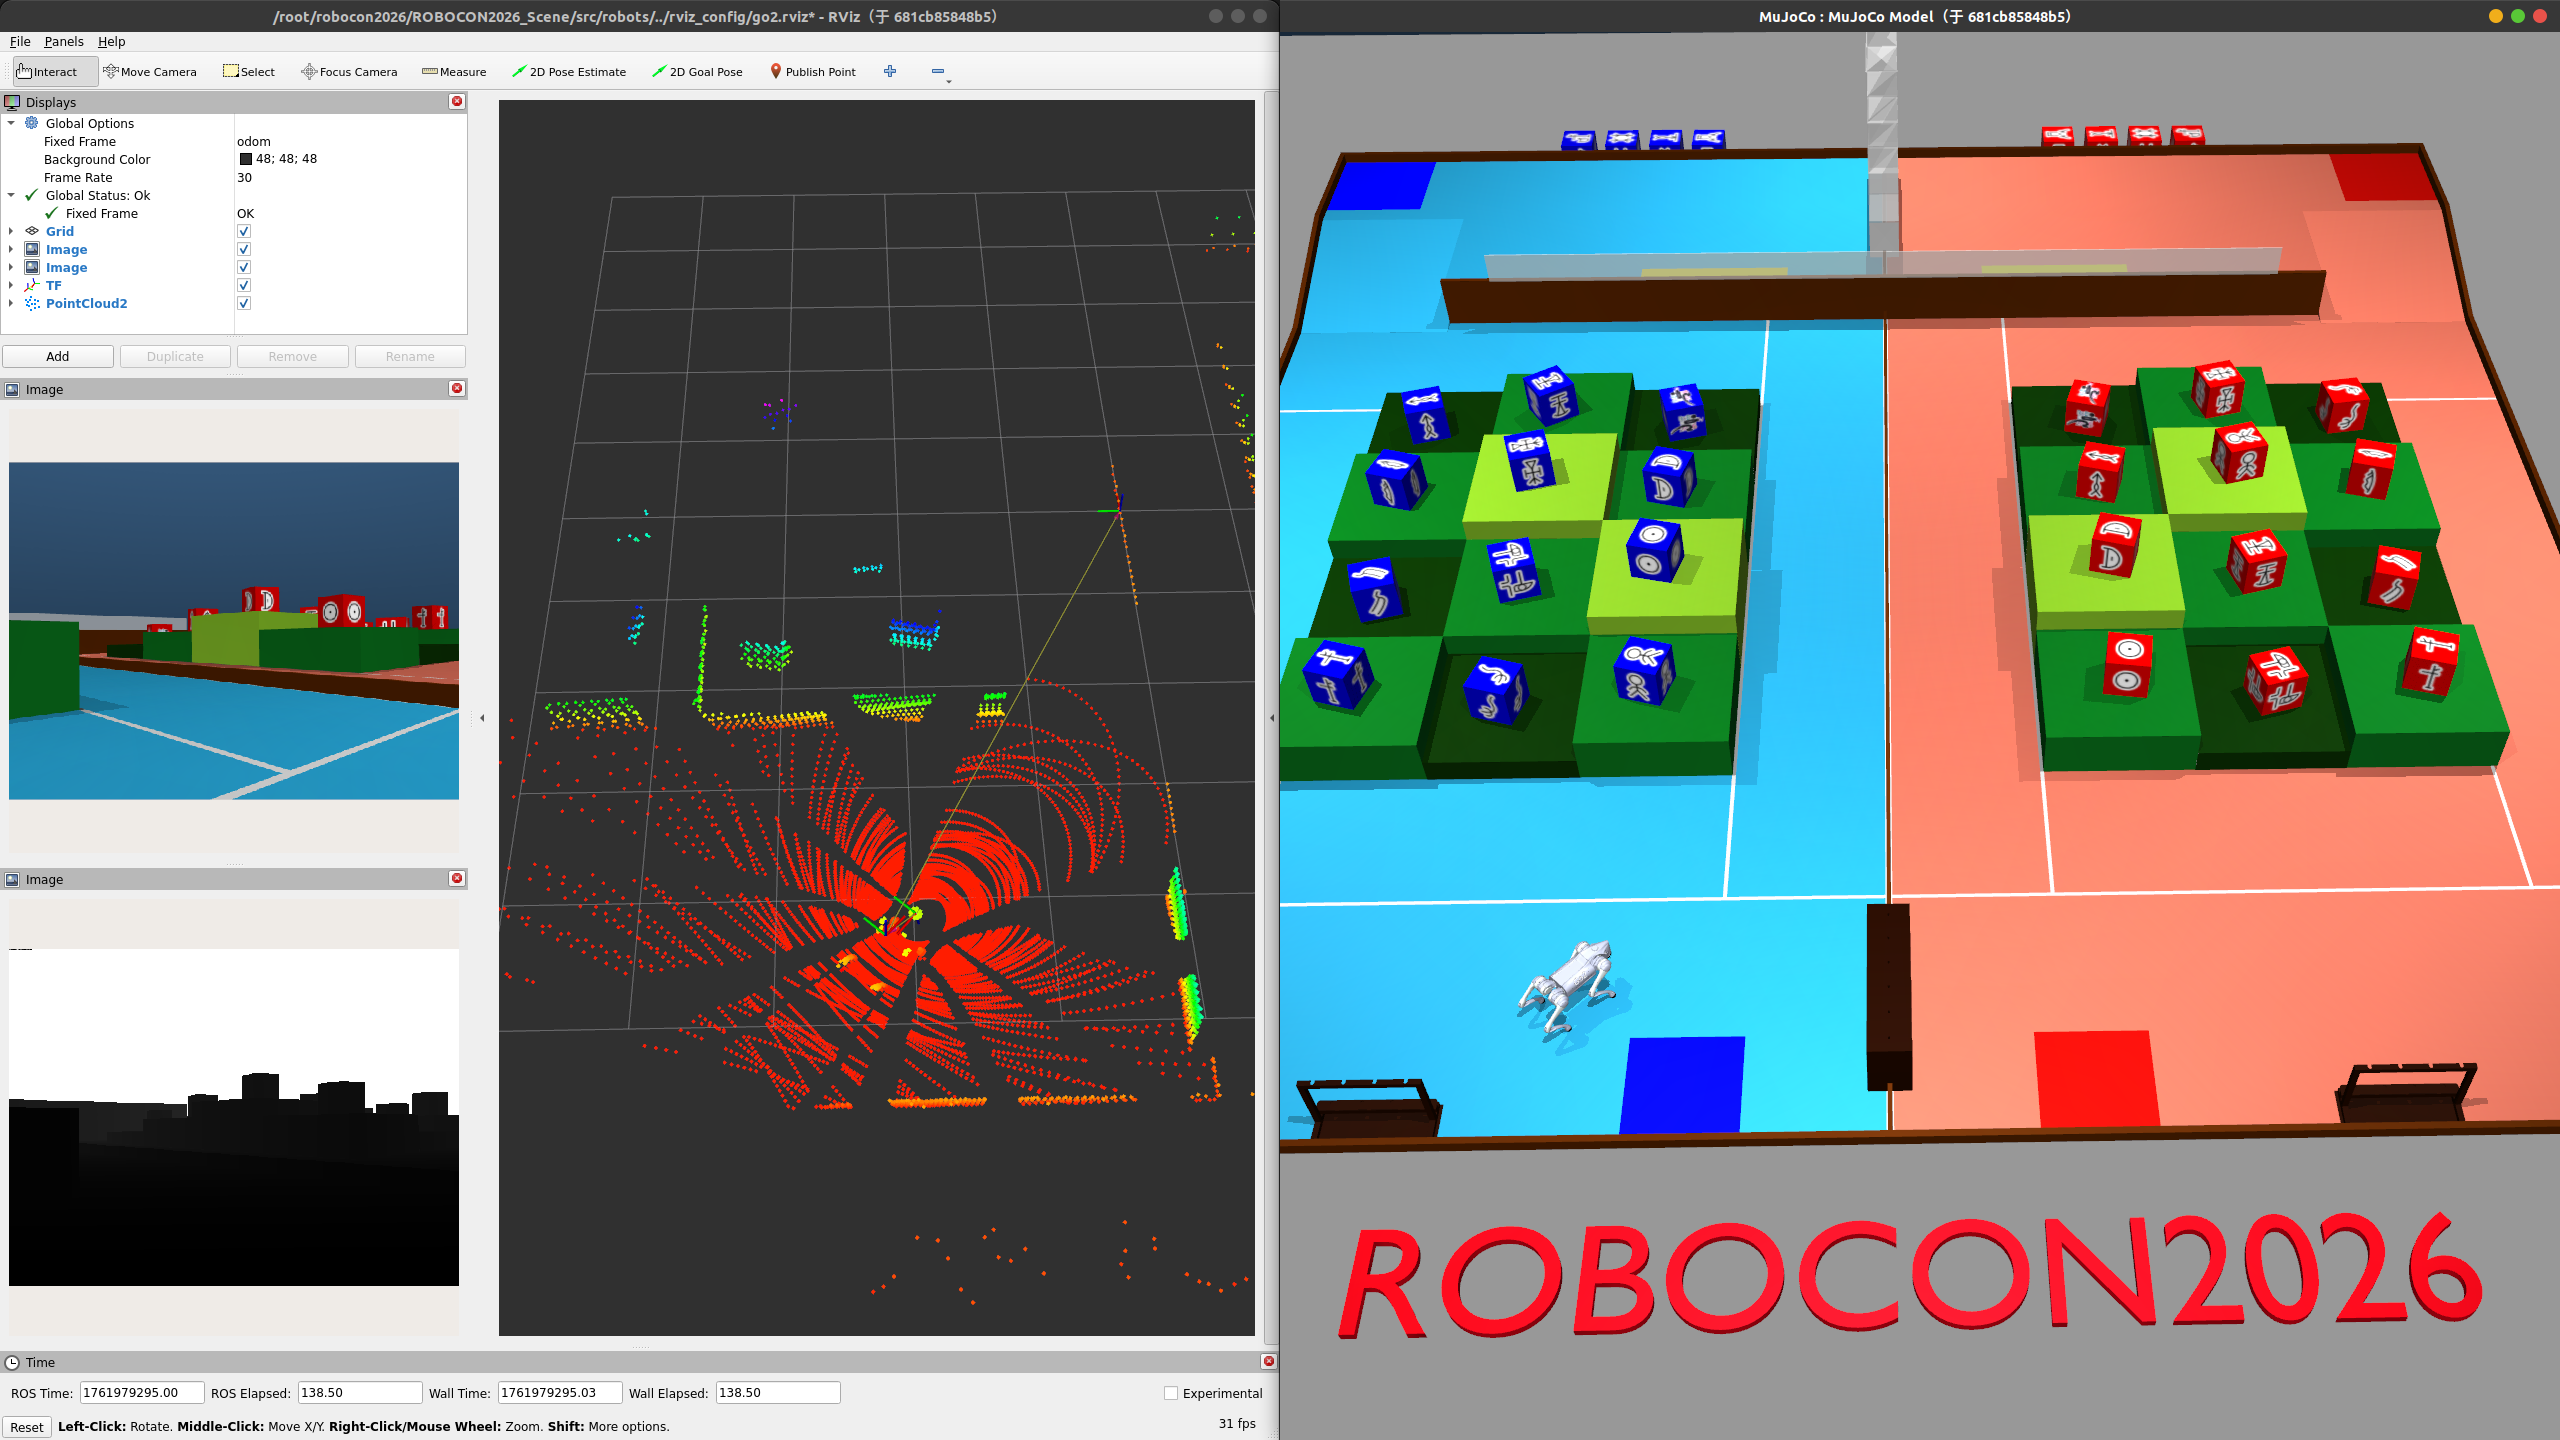 /root/robocon2026/ROBOCON2026_Scene/src/robots/../rviz_config/go2.rviz* - RViz（于 681cb85848b5）
File Panels Help
Interact Move Camera Select Focus Camera Measure 2D Pose Estimate 2D Goal Pose Publish Point
Displays
Global Options
Fixed Frame odom
Background Color 48; 48; 48
Frame Rate 30
Global Status: Ok
Fixed Frame OK
Grid
Image
Image
TF
PointCloud2
Add Duplicate Remove Rename
Image
Image
Time
ROS Time: 1761979295.00 ROS Elapsed: 138.50 Wall Time: 1761979295.03 Wall Elapsed: 138.50 Experimental
Reset Left-Click: Rotate. Middle-Click: Move X/Y. Right-Click/Mouse Wheel: Zoom. Shift: More options. 31 fps
MuJoCo : MuJoCo Model（于 681cb85848b5）
ROBOCON2026